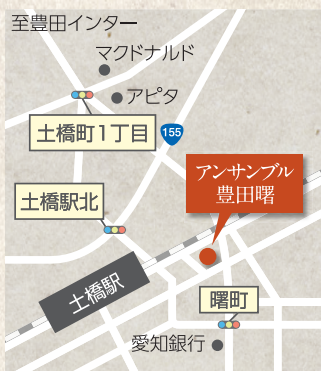 至豊田インター
マクドナルド
アピタ
土橋町1丁目
155
アンサンブル
豊田曙
土橋駅北
土橋駅
曙町
愛知銀行